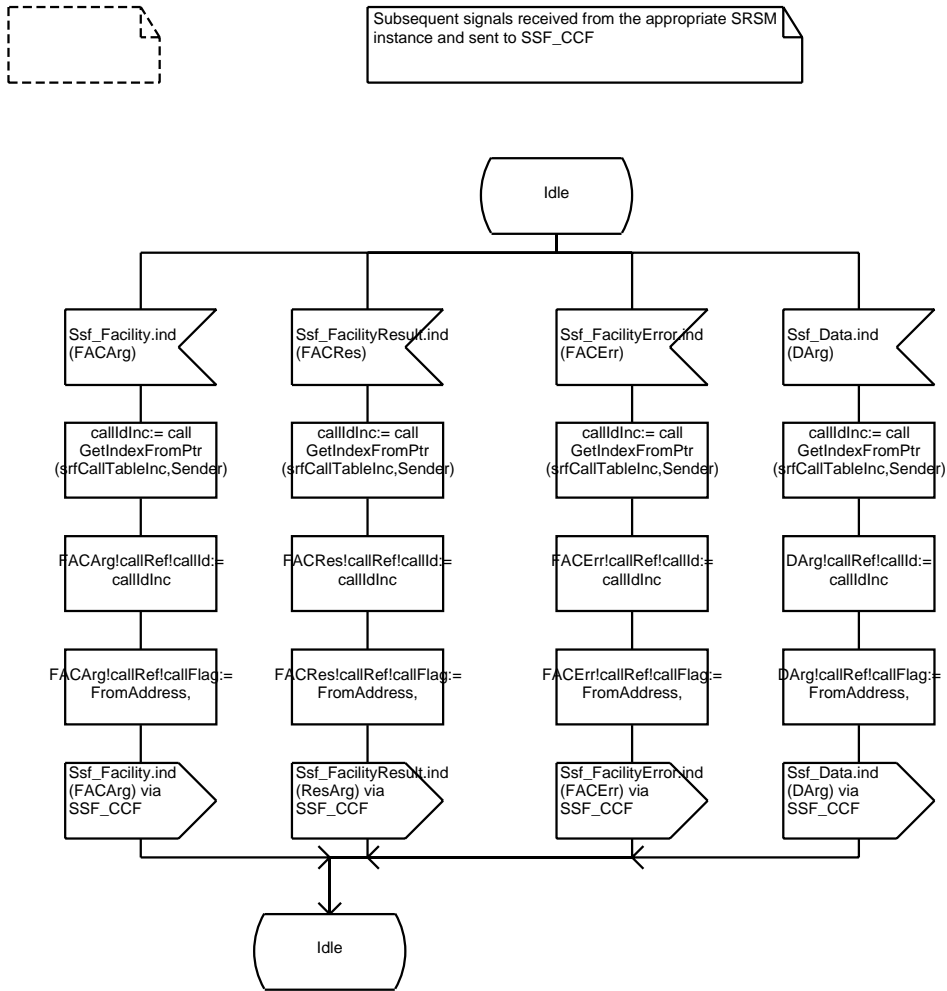 Subsequent signals received from the appropriate SRSM
instance and sent to SSF_CCF
Idle
Ssf_Facility.ind
(FACArg)
Ssf_FacilityResult.ind
(FACRes)
Ssf_FacilityError.ind
(FACErr)
Ssf_Data.ind
(DArg)
callIdInc:= call
GetIndexFromPtr
(srfCallTableInc,Sender)
callIdInc:= call
GetIndexFromPtr
(srfCallTableInc,Sender)
callIdInc:= call
GetIndexFromPtr
(srfCallTableInc,Sender)
callIdInc:= call
GetIndexFromPtr
(srfCallTableInc,Sender)
FACArg!callRef!callId:=
callIdInc
FACRes!callRef!callId:=
callIdInc
FACErr!callRef!callId:=
callIdInc
DArg!callRef!callId:=
callIdInc
FACArg!callRef!callFlag:=
FromAddress,
FACRes!callRef!callFlag:=
FromAddress,
FACErr!callRef!callFlag:=
FromAddress,
DArg!callRef!callFlag:=
FromAddress,
Ssf_Facility.ind
(FACArg) via
SSF_CCF
Ssf_FacilityResult.ind
(ResArg) via
SSF_CCF
Ssf_FacilityError.ind
(FACErr) via
SSF_CCF
Ssf_Data.ind
(DArg) via
SSF_CCF
Idle